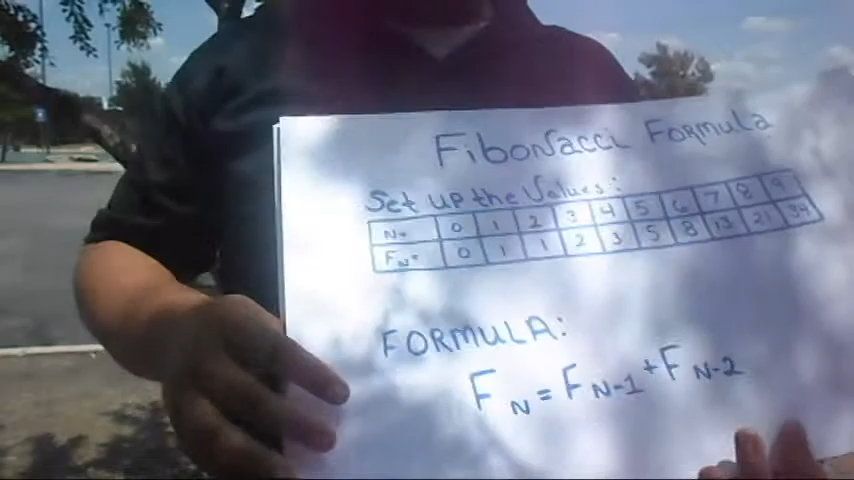 Fibonacci Formula
Set up the Values:
N= 0 1 2 3 4 5 6 7 8 9
FN= 0 1 1 2 3 5 8 13 21 34
FORMULA:
FN = FN-1 + FN-2